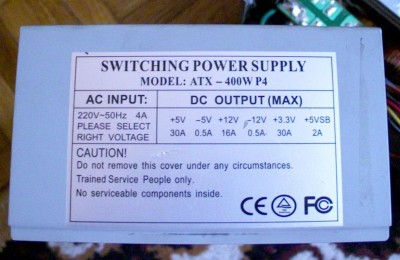 SWITCHING POWER SUPPLY
MODEL: ATX – 400W P4
AC INPUT: DC OUTPUT (MAX)
220V~50Hz 4A +5V –5V +12V –12V +3.3V +5VSB
PLEASE SELECT 30A 0.5A 16A 0.5A 30A 2A
RIGHT VOLTAGE
CAUTION!
Do not remove this cover under any circumstances.
Trained Service People only.
No serviceable components inside.
CE FC